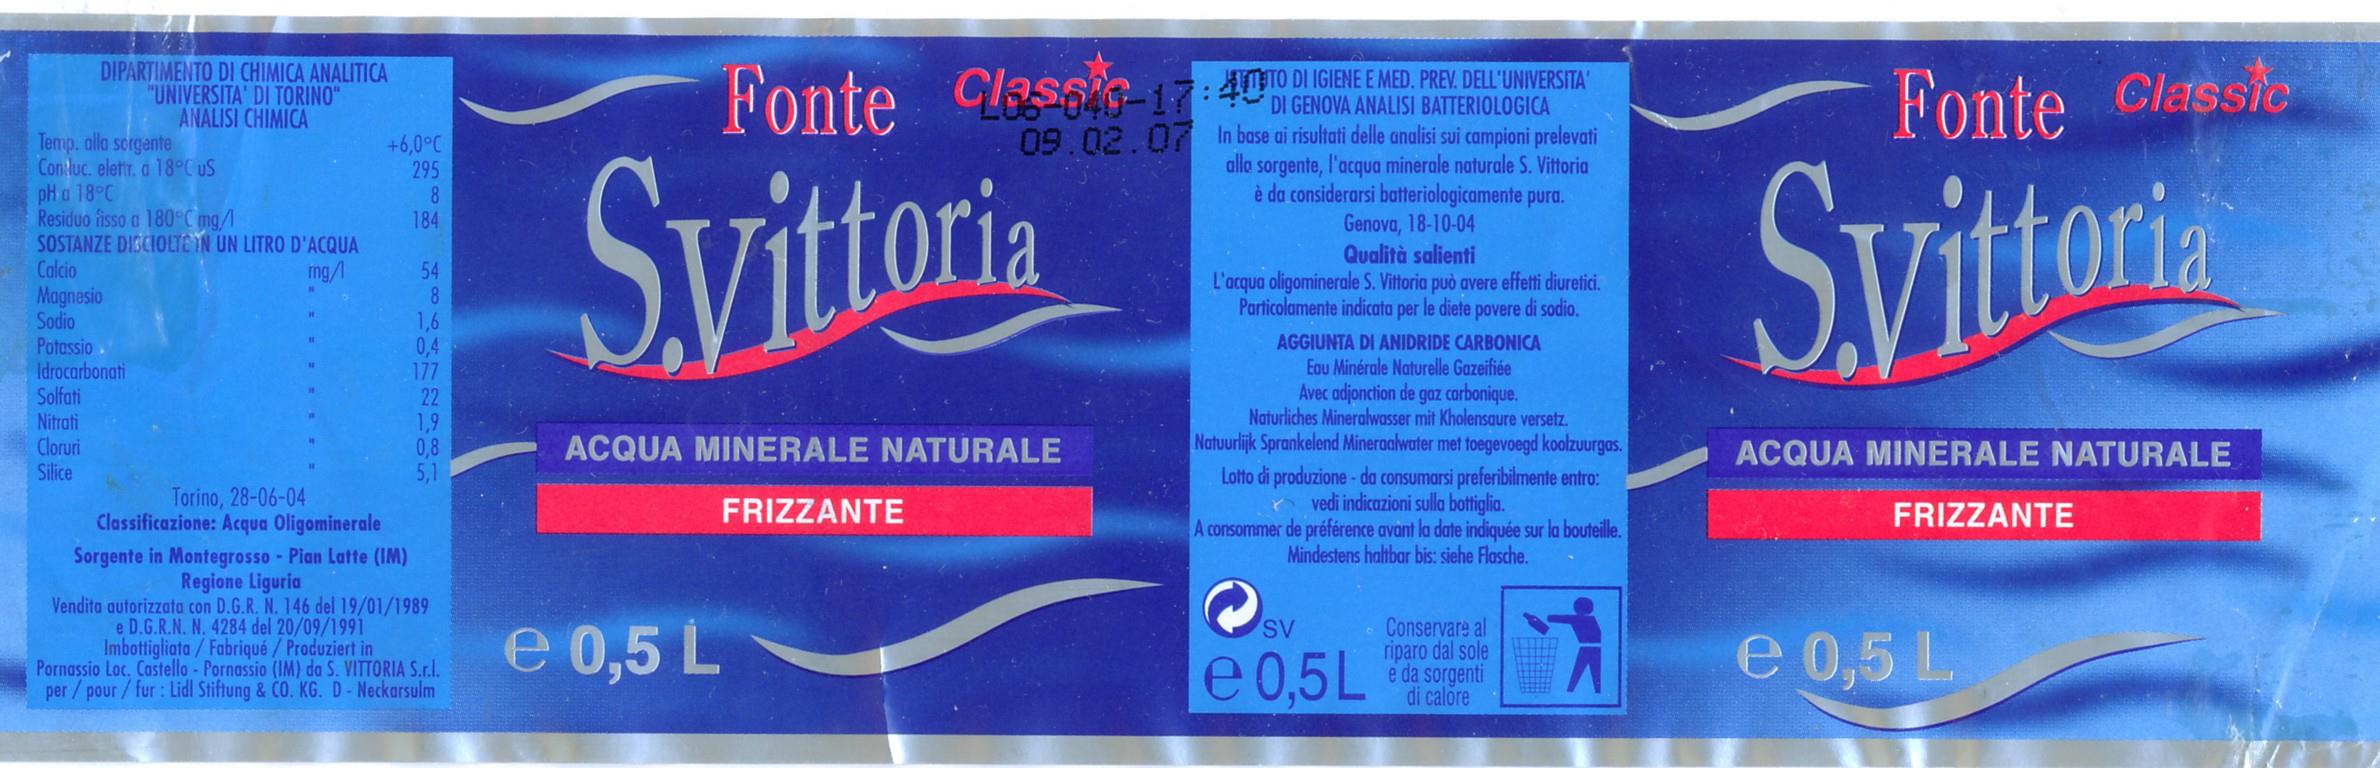 DIPARTIMENTO DI CHIMICA ANALITICA
"UNIVERSITA' DI TORINO"
ANALISI CHIMICA
Temp. alla sorgente +6,0°C
Conduc. elettr. a 18°C uS 295
pH a 18°C 8
Residuo fisso a 180°C mg/l 184
SOSTANZE DISCIOLTE IN UN LITRO D'ACQUA
Calcio mg/l 54
Magnesio " 8
Sodio " 1,6
Potassio " 0,4
Idrocarbonati " 177
Solfati " 22
Nitrati " 1,9
Cloruri " 0,8
Silice " 5,1
Torino, 28-06-04
Classificazione: Acqua Oligominerale
Sorgente in Montegrosso - Pian Latte (IM)
Regione Liguria
Vendita autorizzata con D.G.R. N. 146 del 19/01/1989
e D.G.R.N. N. 4284 del 20/09/1991
Imbottigliata / Fabriqué / Produziert in
Pornassio Loc. Castello - Pornassio (IM) da S. VITTORIA S.r.l.
per / pour / fur : Lidl Stiftung & CO. KG. D - Neckarsulm
Fonte Classic
L06-040-17:40
09.02.07
S.Vittoria
ACQUA MINERALE NATURALE
FRIZZANTE
e 0,5 L
DI IGIENE E MED. PREV. DELL'UNIVERSITA'
DI GENOVA ANALISI BATTERIOLOGICA
In base ai risultati delle analisi sui campioni prelevati
alla sorgente, l'acqua minerale naturale S. Vittoria
è da considerarsi batteriologicamente pura.
Genova, 18-10-04
Qualità salienti
L'acqua oligominerale S. Vittoria può avere effetti diuretici.
Particolamente indicata per le diete povere di sodio.
AGGIUNTA DI ANIDRIDE CARBONICA
Eau Minérale Naturelle Gazeifiée
Avec adjonction de gaz carbonique.
Naturliches Mineralwasser mit Kholensaure versetz.
Natuurlijk Sprankelend Mineraalwater met toegevoegd koolzuurgas.
Lotto di produzione - da consumarsi preferibilmente entro:
vedi indicazioni sulla bottiglia.
A consommer de préférence avant la date indiquée sur la bouteille.
Mindestens haltbar bis: siehe Flasche.
SV
e 0,5 L
Conservare al
riparo dal sole
e da sorgenti
di calore
Fonte Classic
S.Vittoria
ACQUA MINERALE NATURALE
FRIZZANTE
e 0,5 L